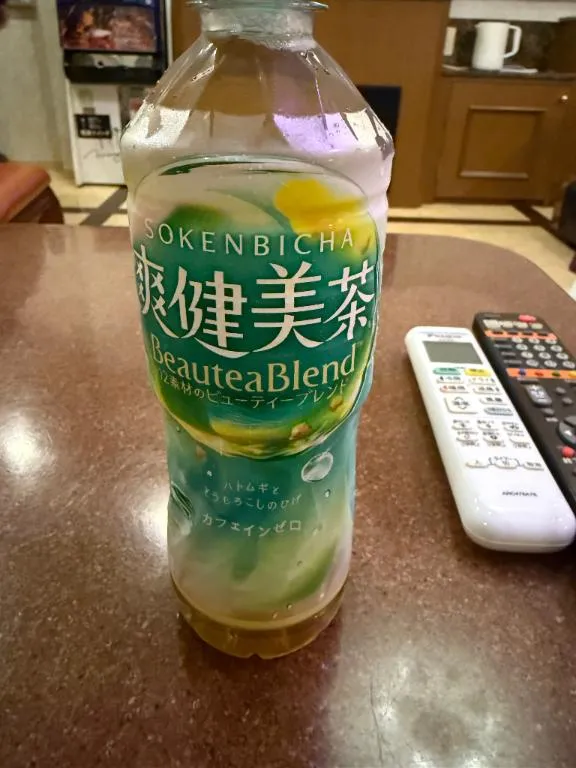 SOKENBICHA
爽健美茶
BeauteaBlend
12素材のビューティーブレンド
ハトムギと
とうもろこしのひげ
カフェインゼロ